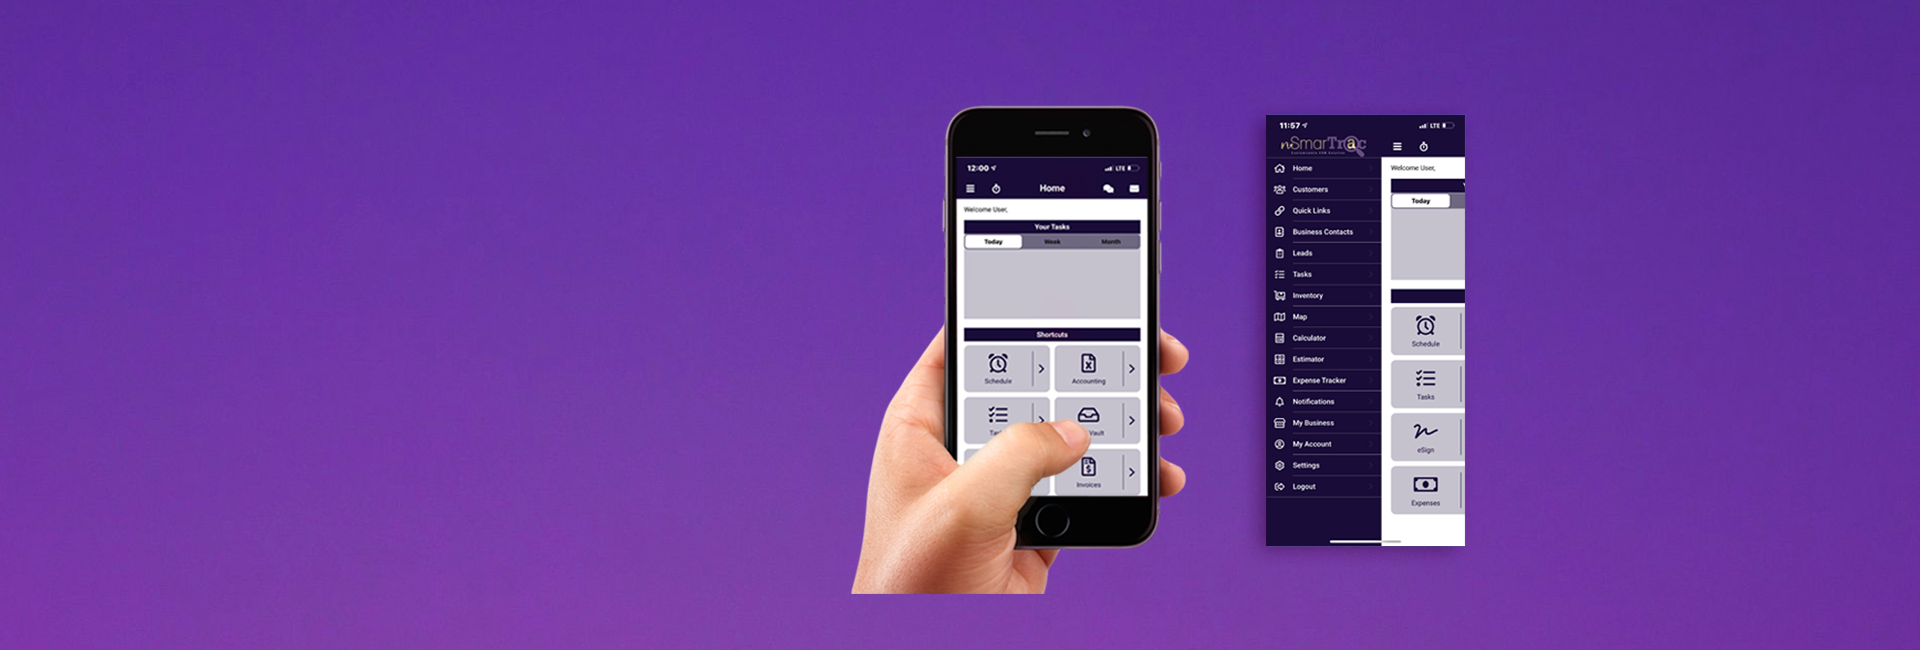 12:00
LTE
Home
Welcome User,
Your Tasks
Today Week Month
Shortcuts
Schedule
Accounting
Vault
Invoices
11:57
LTE
nSmarTrac
Home
Customers
Quick Links
Business Contacts
Leads
Tasks
Inventory
Map
Calculator
Estimator
Expense Tracker
Notifications
My Business
My Account
Settings
Logout
Welcome User,
Today
Schedule
Tasks
eSign
Expenses